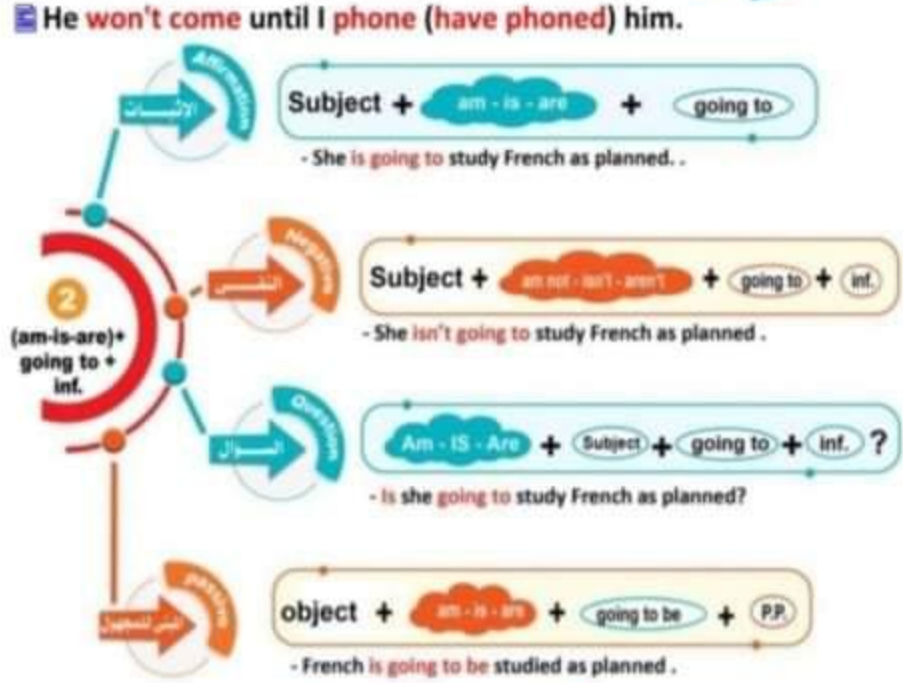 He won't come until I phone (have phoned) him.
Affirmation
الإثبات
Subject + am - is - are + going to
- She is going to study French as planned. .
2
(am-is-are)+
going to +
inf.
Negative
النفى
Subject + am not - isn't - aren't + going to + inf.
- She isn't going to study French as planned .
Question
السؤال
Am - IS - Are + Subject + going to + inf. ?
- Is she going to study French as planned?
passive
المبنى للمجهول
object + am - is - are + going to be + P.P.
- French is going to be studied as planned .